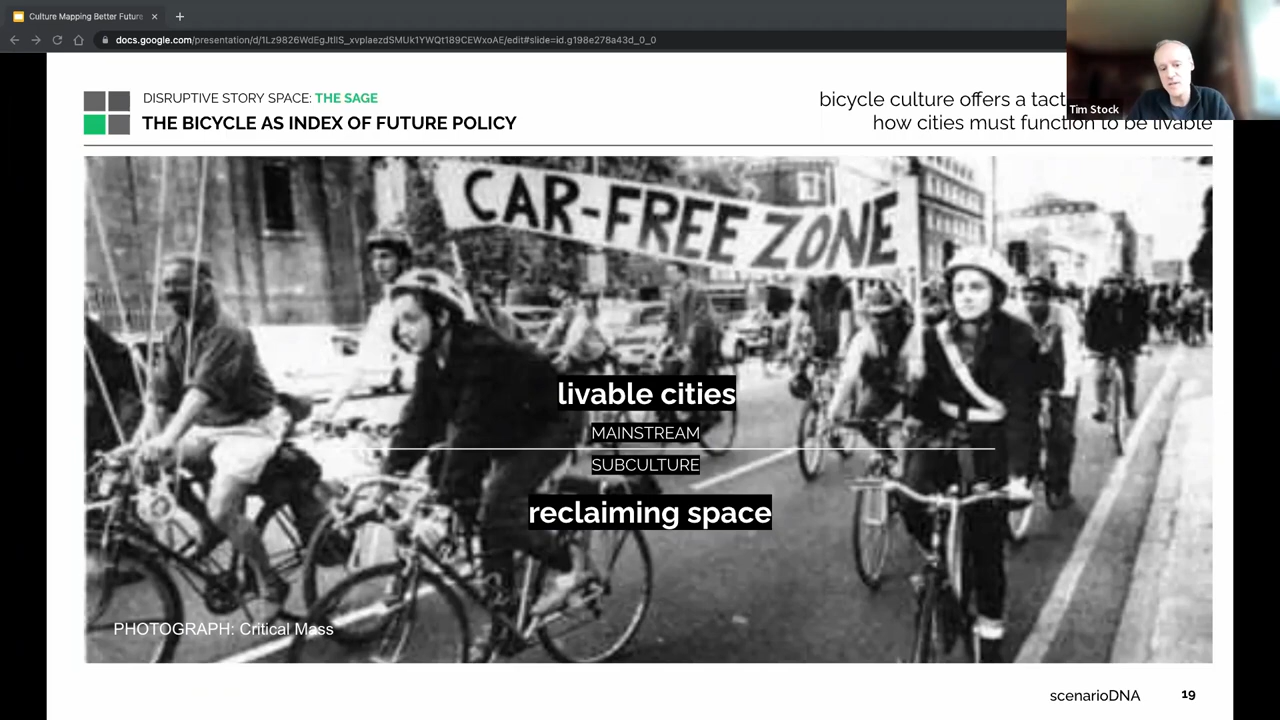 Culture Mapping Better Future
docs.google.com/presentation/d/1Lz9826WdEgJtlIS_xvplaezdSMUk1YWQt189CEWxoAE/edit#slide=id.g198e278a43d_0_0
Tim Stock
DISRUPTIVE STORY SPACE: THE SAGE
THE BICYCLE AS INDEX OF FUTURE POLICY
bicycle culture offers a tact
how cities must function to be livable
CAR-FREE ZONE
livable cities
MAINSTREAM
SUBCULTURE
reclaiming space
PHOTOGRAPH: Critical Mass
scenarioDNA
19